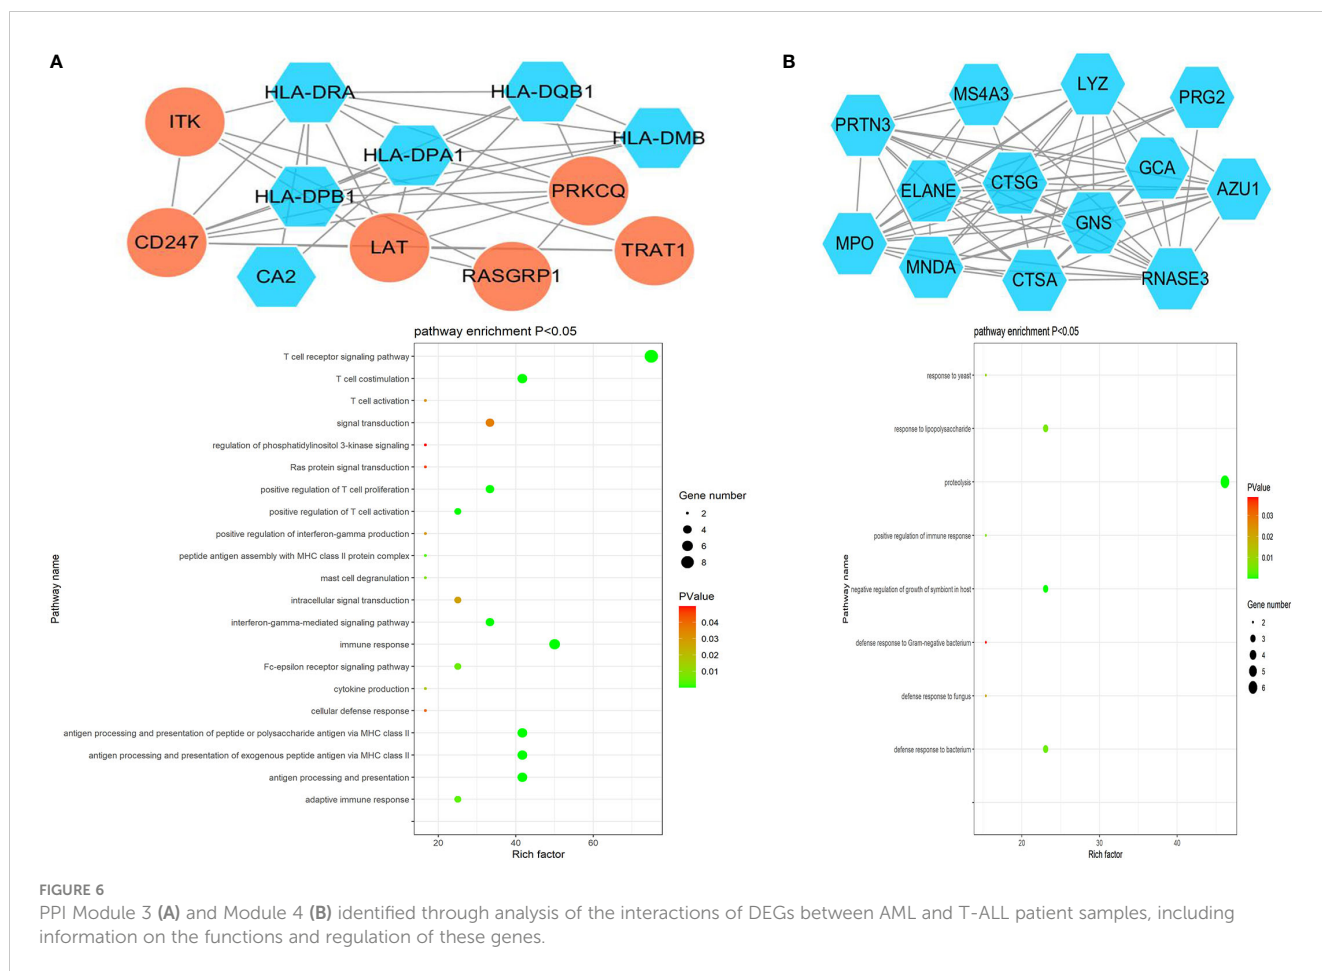 A
HLA-DRA
HLA-DQB1
ITK
HLA-DMB
HLA-DPA1
HLA-DPB1
PRKCQ
CD247
LAT
TRAT1
CA2
RASGRP1
pathway enrichment P<0.05
T cell receptor signaling pathway
T cell costimulation
T cell activation
signal transduction
regulation of phosphatidylinositol 3-kinase signaling
Ras protein signal transduction
positive regulation of T cell proliferation
positive regulation of T cell activation
positive regulation of interferon-gamma production
peptide antigen assembly with MHC class II protein complex
mast cell degranulation
intracellular signal transduction
interferon-gamma-mediated signaling pathway
immune response
Fc-epsilon receptor signaling pathway
cytokine production
cellular defense response
antigen processing and presentation of peptide or polysaccharide antigen via MHC class II
antigen processing and presentation of exogenous peptide antigen via MHC class II
antigen processing and presentation
adaptive immune response
Pathway name
20 40 60
Rich factor
Gene number
2
4
6
8
PValue
0.04
0.03
0.02
0.01
B
MS4A3
LYZ
PRG2
PRTN3
GCA
CTSG
ELANE
AZU1
GNS
MPO
MNDA
CTSA
RNASE3
pathway enrichment P<0.05
response to yeast
response to lipopolysaccharide
proteolysis
positive regulation of immune response
negative regulation of growth of symbiont in host
defense response to Gram-negative bacterium
defense response to fungus
defense response to bacterium
Pathway name
20 30 40
Rich factor
PValue
0.03
0.02
0.01
Gene number
2
3
4
5
6
FIGURE 6
PPI Module 3 (A) and Module 4 (B) identified through analysis of the interactions of DEGs between AML and T-ALL patient samples, including
information on the functions and regulation of these genes.